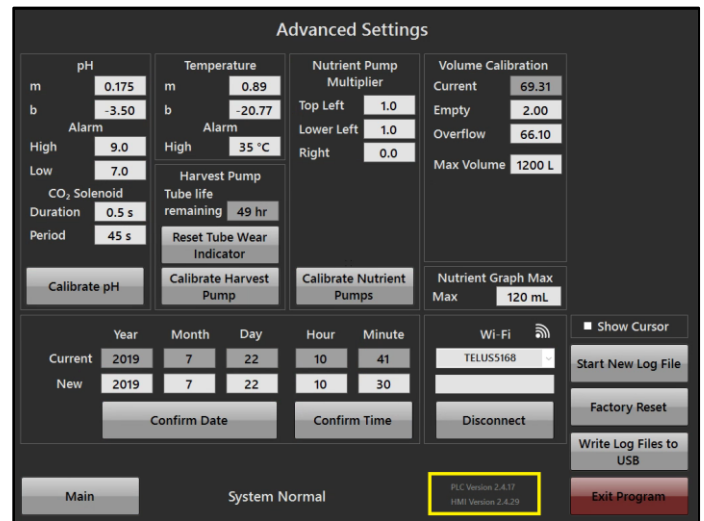 Advanced Settings
pH
m 0.175
b -3.50
Alarm
High 9.0
Low 7.0
CO₂ Solenoid
Duration 0.5 s
Period 45 s
Calibrate pH
Temperature
m 0.89
b -20.77
Alarm
High 35 °C
Harvest Pump
Tube life
remaining 49 hr
Reset Tube Wear
Indicator
Calibrate Harvest
Pump
Nutrient Pump
Multiplier
Top Left 1.0
Lower Left 1.0
Right 0.0
Calibrate Nutrient
Pumps
Volume Calibration
Current 69.31
Empty 2.00
Overflow 66.10
Max Volume 1200 L
Nutrient Graph Max
Max 120 mL
Year Month Day Hour Minute
Current 2019 7 22 10 41
New 2019 7 22 10 30
Confirm Date
Confirm Time
Wi-Fi
TELUS5168
Disconnect
Show Cursor
Start New Log File
Factory Reset
Write Log Files to
USB
Main
System Normal
PLC Version 2.4.17
HMI Version 2.4.29
Exit Program